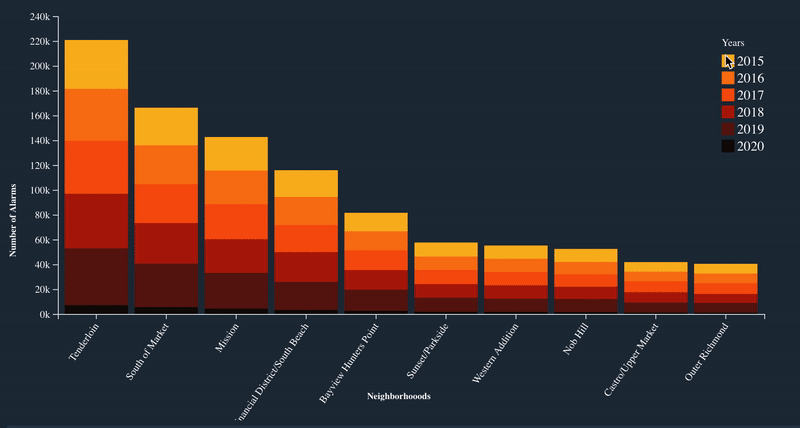 240k
220k
200k
180k
160k
140k
120k
100k
80k
60k
40k
20k
0k
Number of Alarms
Years
2015
2016
2017
2018
2019
2020
Tenderloin
South of Market
Mission
inancial District/South Beach
Bayview Hunters Point
Sunset/Parkside
Western Addition
Nob Hill
Castro/Upper Market
Outer Richmond
Neighborhooods